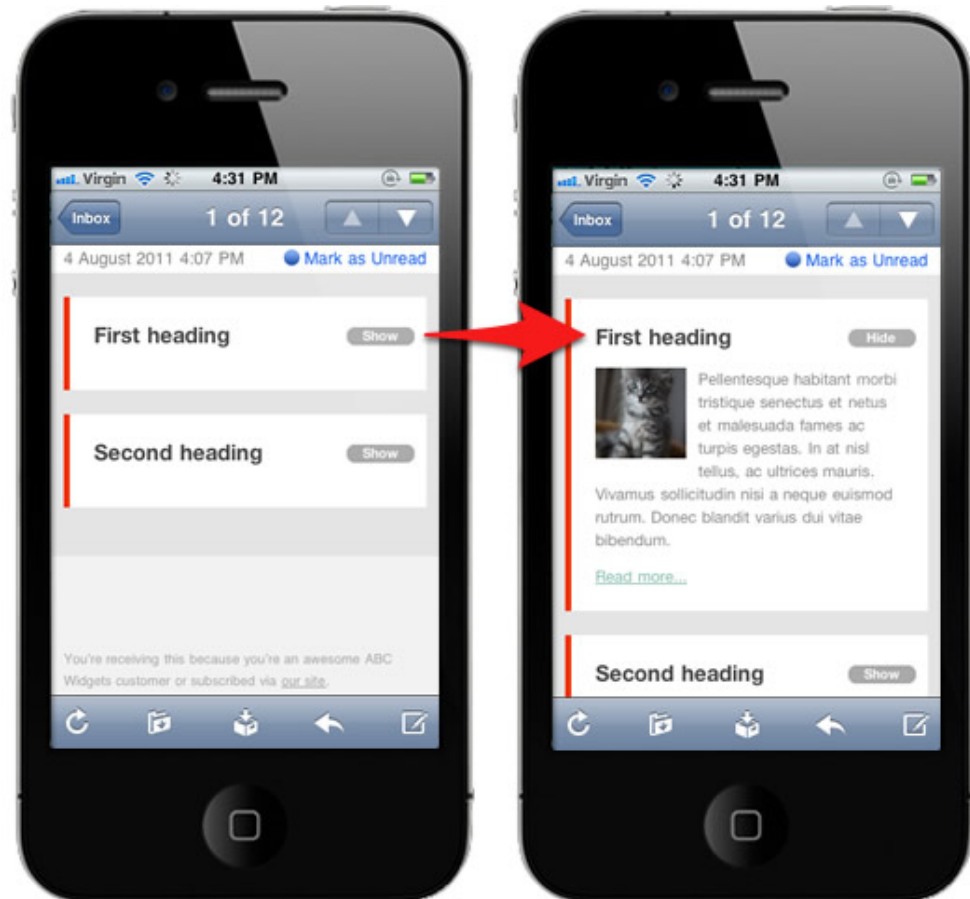 Virgin 4:31 PM
Inbox 1 of 12
4 August 2011 4:07 PM Mark as Unread
First heading Show
Second heading Show
You're receiving this because you're an awesome ABC
Widgets customer or subscribed via our site.
Virgin 4:31 PM
Inbox 1 of 12
4 August 2011 4:07 PM Mark as Unread
First heading Hide
Pellentesque habitant morbi
tristique senectus et netus
et malesuada fames ac
turpis egestas. In at nisl
tellus, ac ultrices mauris.
Vivamus sollicitudin nisi a neque euismod
rutrum. Donec blandit varius dui vitae
bibendum.
Read more...
Second heading Show